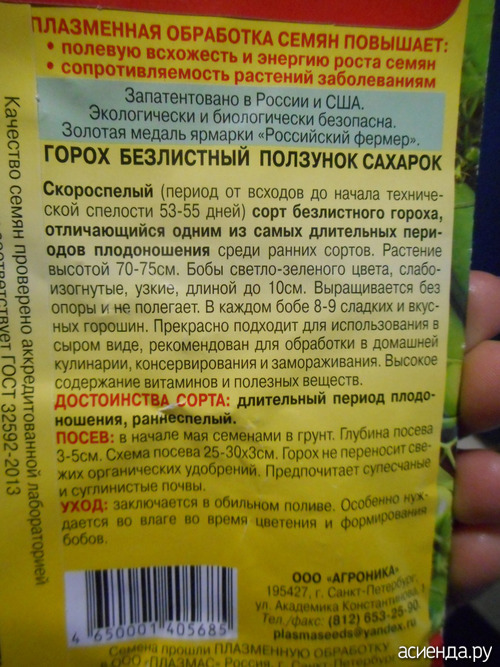 ПЛАЗМЕННАЯ ОБРАБОТКА СЕМЯН ПОВЫШАЕТ:
• полевую всхожесть и энергию роста семян
• сопротивляемость растений заболеваниям
Запатентовано в России и США.
Экологически и биологически безопасна.
Золотая медаль ярмарки «Российский фермер».
ГОРОХ БЕЗЛИСТНЫЙ ПОЛЗУНОК САХАРОК
Скороспелый (период от всходов до начала техниче-
ской спелости 53-55 дней) сорт безлистного гороха,
отличающийся одним из самых длительных пери-
одов плодоношения среди ранних сортов. Растение
высотой 70-75см. Бобы светло-зеленого цвета, слабо-
изогнутые, узкие, длиной до 10см. Выращивается без
опоры и не полегает. В каждом бобе 8-9 сладких и вкус-
ных горошин. Прекрасно подходит для использования в
сыром виде, рекомендован для обработки в домашней
кулинарии, консервирования и замораживания. Высокое
содержание витаминов и полезных веществ.
ДОСТОИНСТВА СОРТА: длительный период плодо-
ношения, раннеспелый.
ПОСЕВ: в начале мая семенами в грунт. Глубина посева
3-5см. Схема посева 25-30х3см. Горох не переносит све-
жих органических удобрений. Предпочитает супесчаные
и суглинистые почвы.
УХОД: заключается в обильном поливе. Особенно нуж-
дается во влаге во время цветения и формирования
бобов.
ООО «АГРОНИКА»
195427, г. Санкт-Петербург,
ул. Академика Константинова, 1
Тел./факс: (812) 653-25-90.
plasmaseeds@yandex.ru
4 650001 405685
Семена прошли ПЛАЗМЕННУЮ ОБРАБОТКУ
в ООО «ПЛАЗМАС» г. Санкт-Петербург
Качество семян проверено аккредитованной лабораторией
соответствует ГОСТ 32592-2013
асиенда.ру